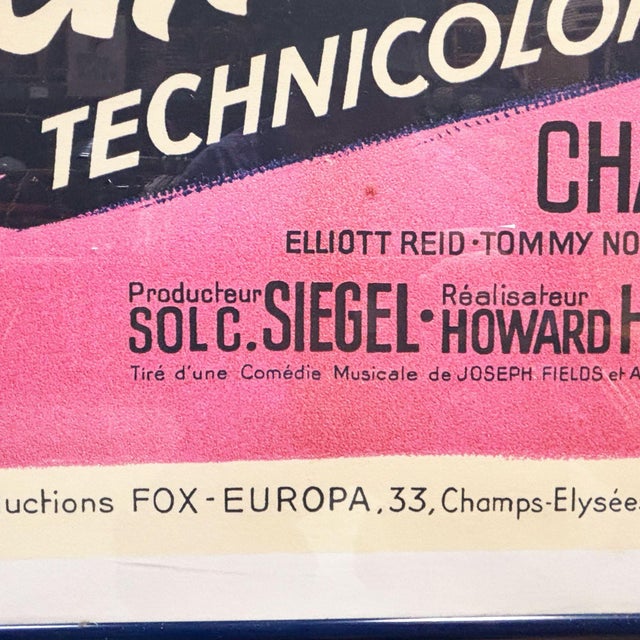 TECHNICOLOR
CHA
ELLIOTT REID · TOMMY NO
Producteur SOL C. SIEGEL · Réalisateur HOWARD H
Tiré d'une Comédie Musicale de JOSEPH FIELDS et A
uctions FOX-EUROPA, 33, Champs-Elysées